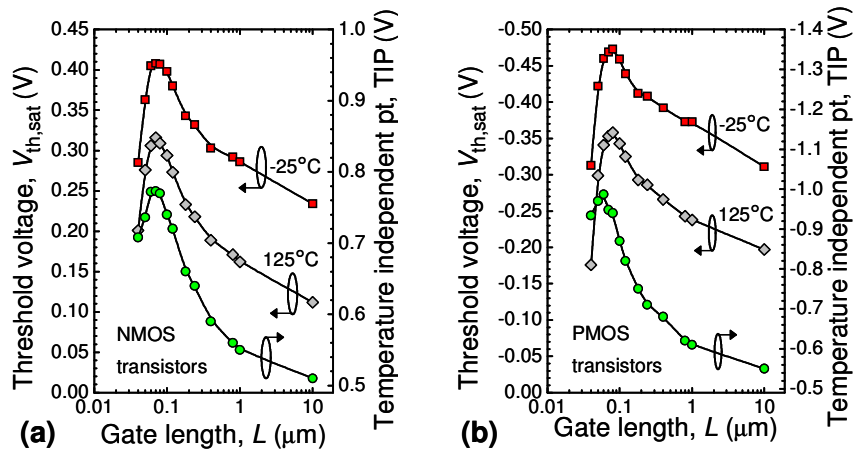 0.45
0.40
0.35
0.30
0.25
0.20
0.15
0.10
0.05
0.00
Threshold voltage, Vth,sat (V)
1.0
0.9
0.8
0.7
0.6
0.5
Temperature independent pt, TIP (V)
-25°C
125°C
NMOS
transistors
0.01
0.1
1
10
(a)
Gate length, L (μm)
-0.50
-0.45
-0.40
-0.35
-0.30
-0.25
-0.20
-0.15
-0.10
-0.05
0.00
Threshold voltage, Vth,sat (V)
-1.4
-1.3
-1.2
-1.1
-1.0
-0.9
-0.8
-0.7
-0.6
-0.5
Temperature independent pt, TIP (V)
-25°C
125°C
PMOS
transistors
0.01
0.1
1
10
(b)
Gate length, L (μm)